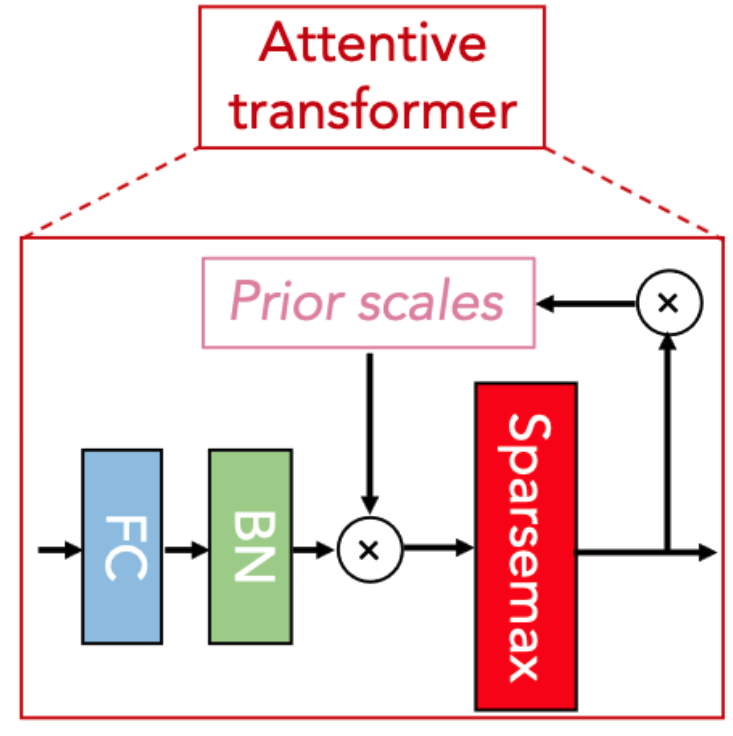 Attentive
transformer
Prior scales
×
FC
BN
×
Sparsemax